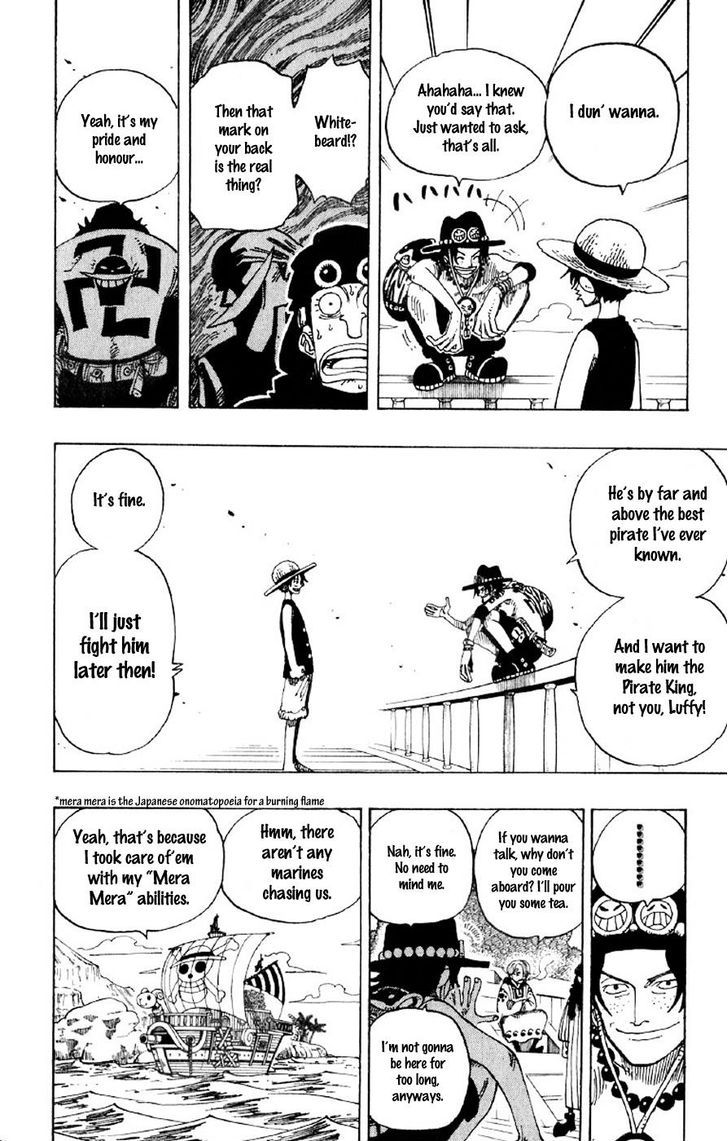 I dun' wanna.
Ahahaha... I knew
you'd say that.
Just wanted to ask,
that's all.
White-
beard!?
Then that
mark on
your back
is the real
thing?
Yeah, it's my
pride and
honour...
He's by far and
above the best
pirate I've ever
known.
And I want to
make him the
Pirate King,
not you, Luffy!
It's fine.
I'll just
fight him
later then!
If you wanna
talk, why don't
you come
aboard? I'll pour
you some tea.
Nah, it's fine.
No need to
mind me.
I'm not gonna
be here for
too long,
anyways.
*mera mera is the Japanese onomatopoeia for a burning flame
Hmm, there
aren't any
marines
chasing us.
Yeah, that's because
I took care of'em
with my "Mera
Mera" abilities.